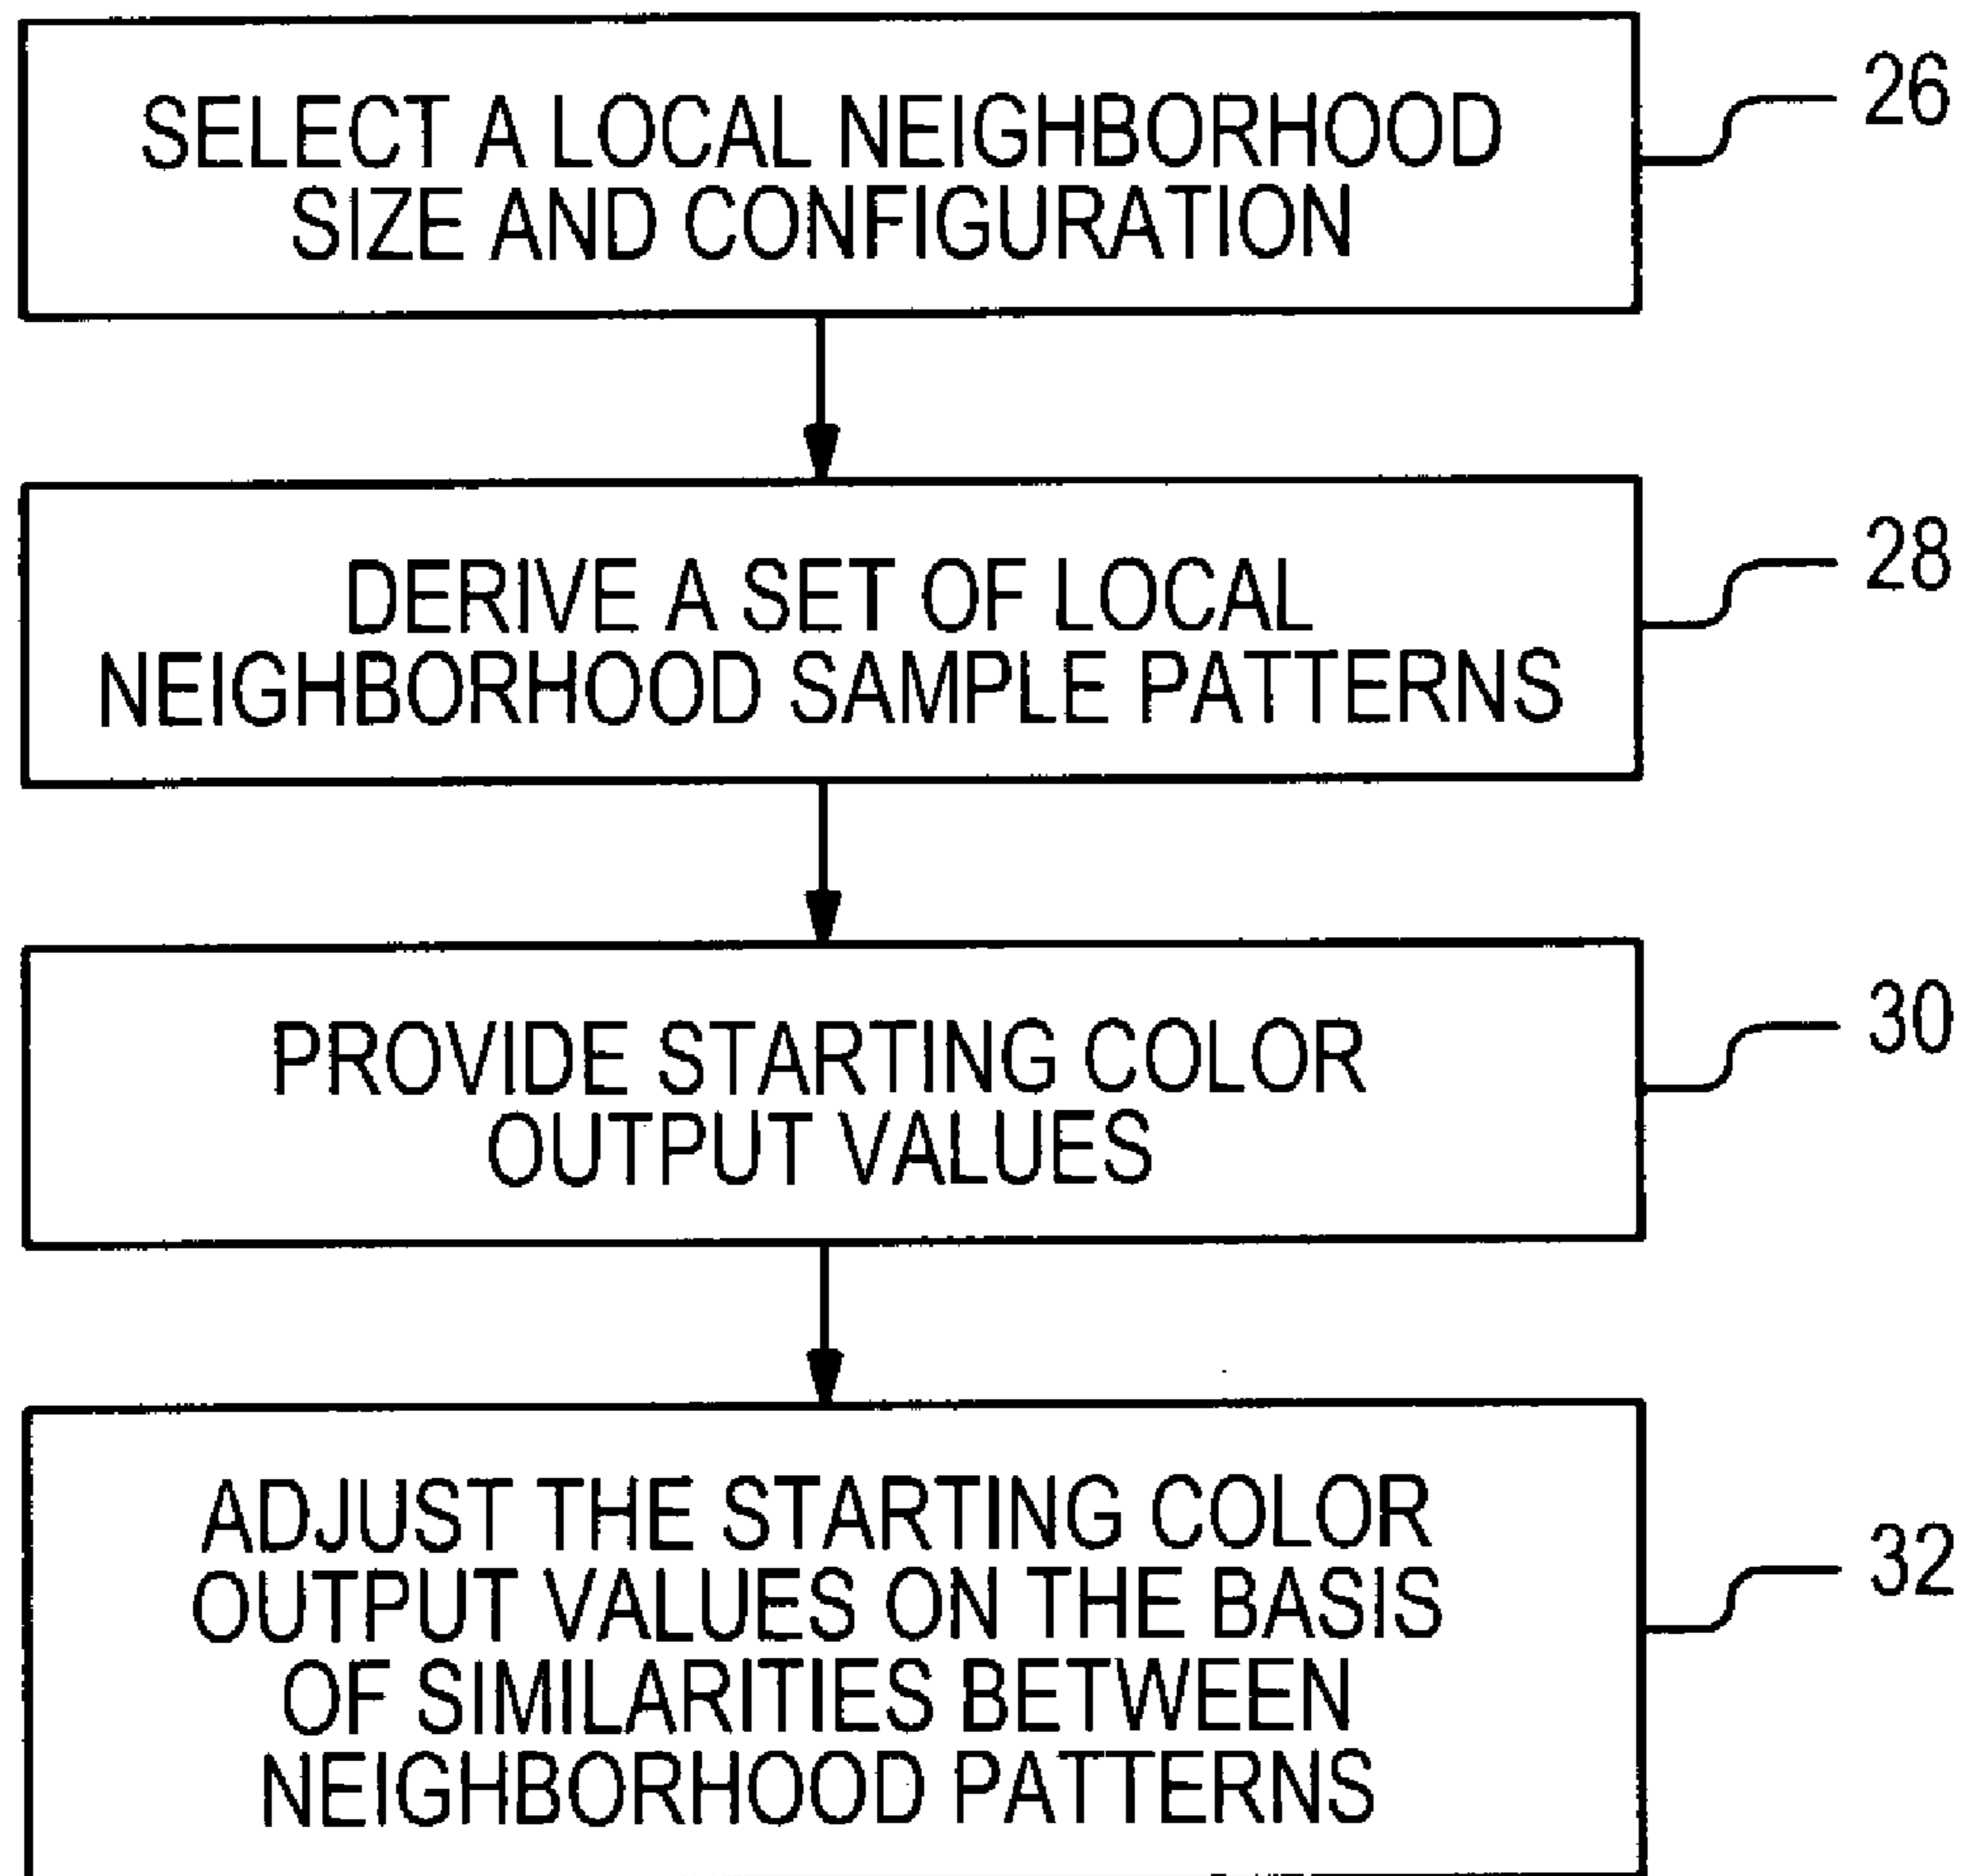 SELECT A LOCAL NEIGHBORHOOD
SIZE AND CONFIGURATION
26
DERIVE A SET OF LOCAL
NEIGHBORHOOD SAMPLE PATTERNS
28
PROVIDE STARTING COLOR
OUTPUT VALUES
30
ADJUST THE STARTING COLOR
OUTPUT VALUES ON THE BASIS
OF SIMILARITIES BETWEEN
NEIGHBORHOOD PATTERNS
32